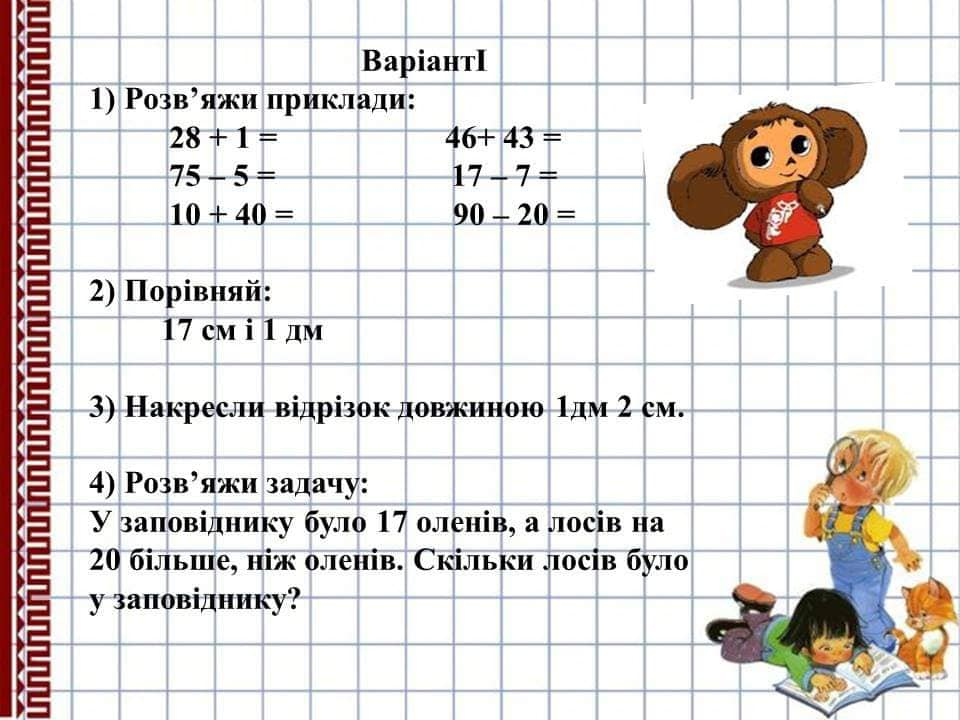 ВаріантІ
1) Розв’яжи приклади:
28 + 1 = 46+ 43 =
75 – 5 = 17 – 7 =
10 + 40 = 90 – 20 =
2) Порівняй:
17 см і 1 дм
3) Накресли відрізок довжиною 1дм 2 см.
4) Розв’яжи задачу:
У заповіднику було 17 оленів, а лосів на
20 більше, ніж оленів. Скільки лосів було
у заповіднику?